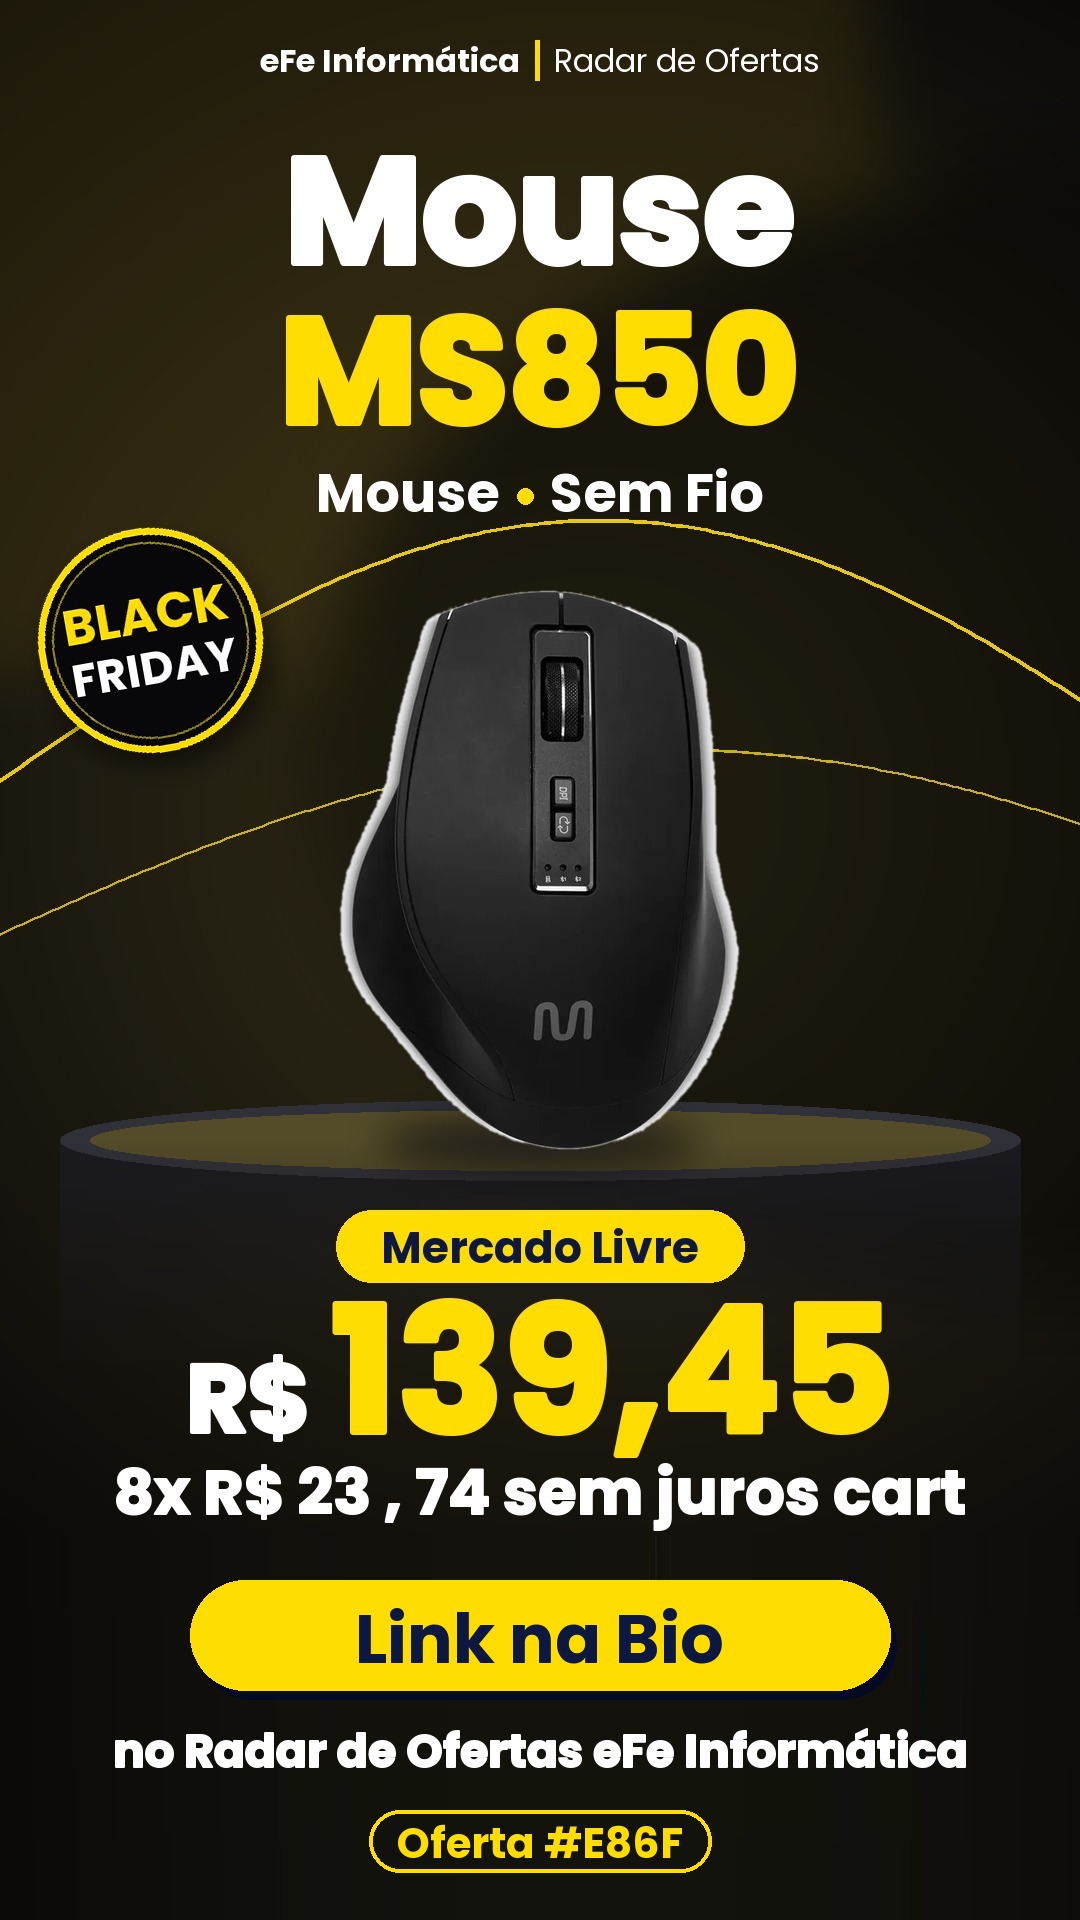 eFe Informática | Radar de Ofertas
Mouse
MS850
Mouse • Sem Fio
BLACK
FRIDAY
DPI
Mercado Livre
R$ 139,45
8x R$ 23 , 74 sem juros cart
Link na Bio
no Radar de Ofertas eFe Informática
Oferta #E86F